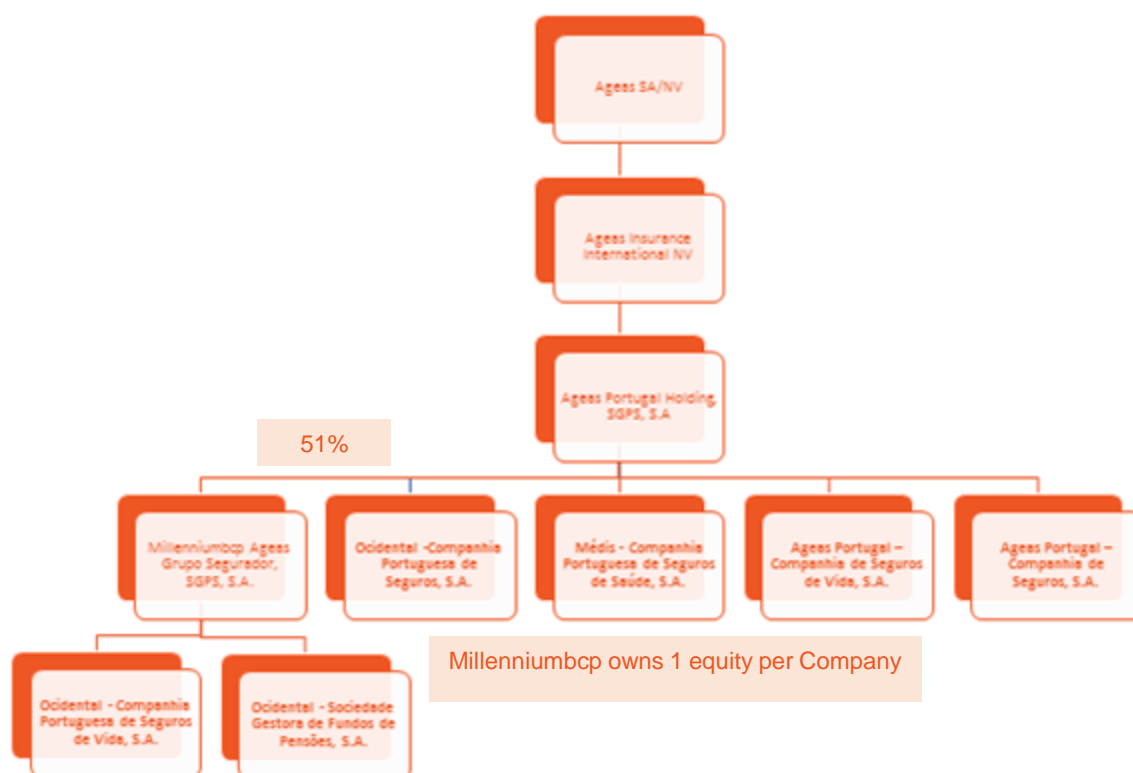 Ageas SA/NV
Ageas Insurance
International NV
Ageas Portugal Holding,
SGPS, S.A
51%
Millenniumbcp Ageas
Grupo Segurador,
SGPS, S.A.
Ocidental -Companhia
Portuguesa de
Seguros, S.A.
Médis - Companhia
Portuguesa de Seguros
de Saúde, S.A.
Ageas Portugal –
Companhia de Seguros
de Vida, S.A.
Ageas Portugal –
Companhia de
Seguros, S.A.
Millenniumbcp owns 1 equity per Company
Ocidental - Companhia
Portuguesa de Seguros
de Vida, S.A.
Ocidental - Sociedade
Gestora de Fundos de
Pensões, S.A.